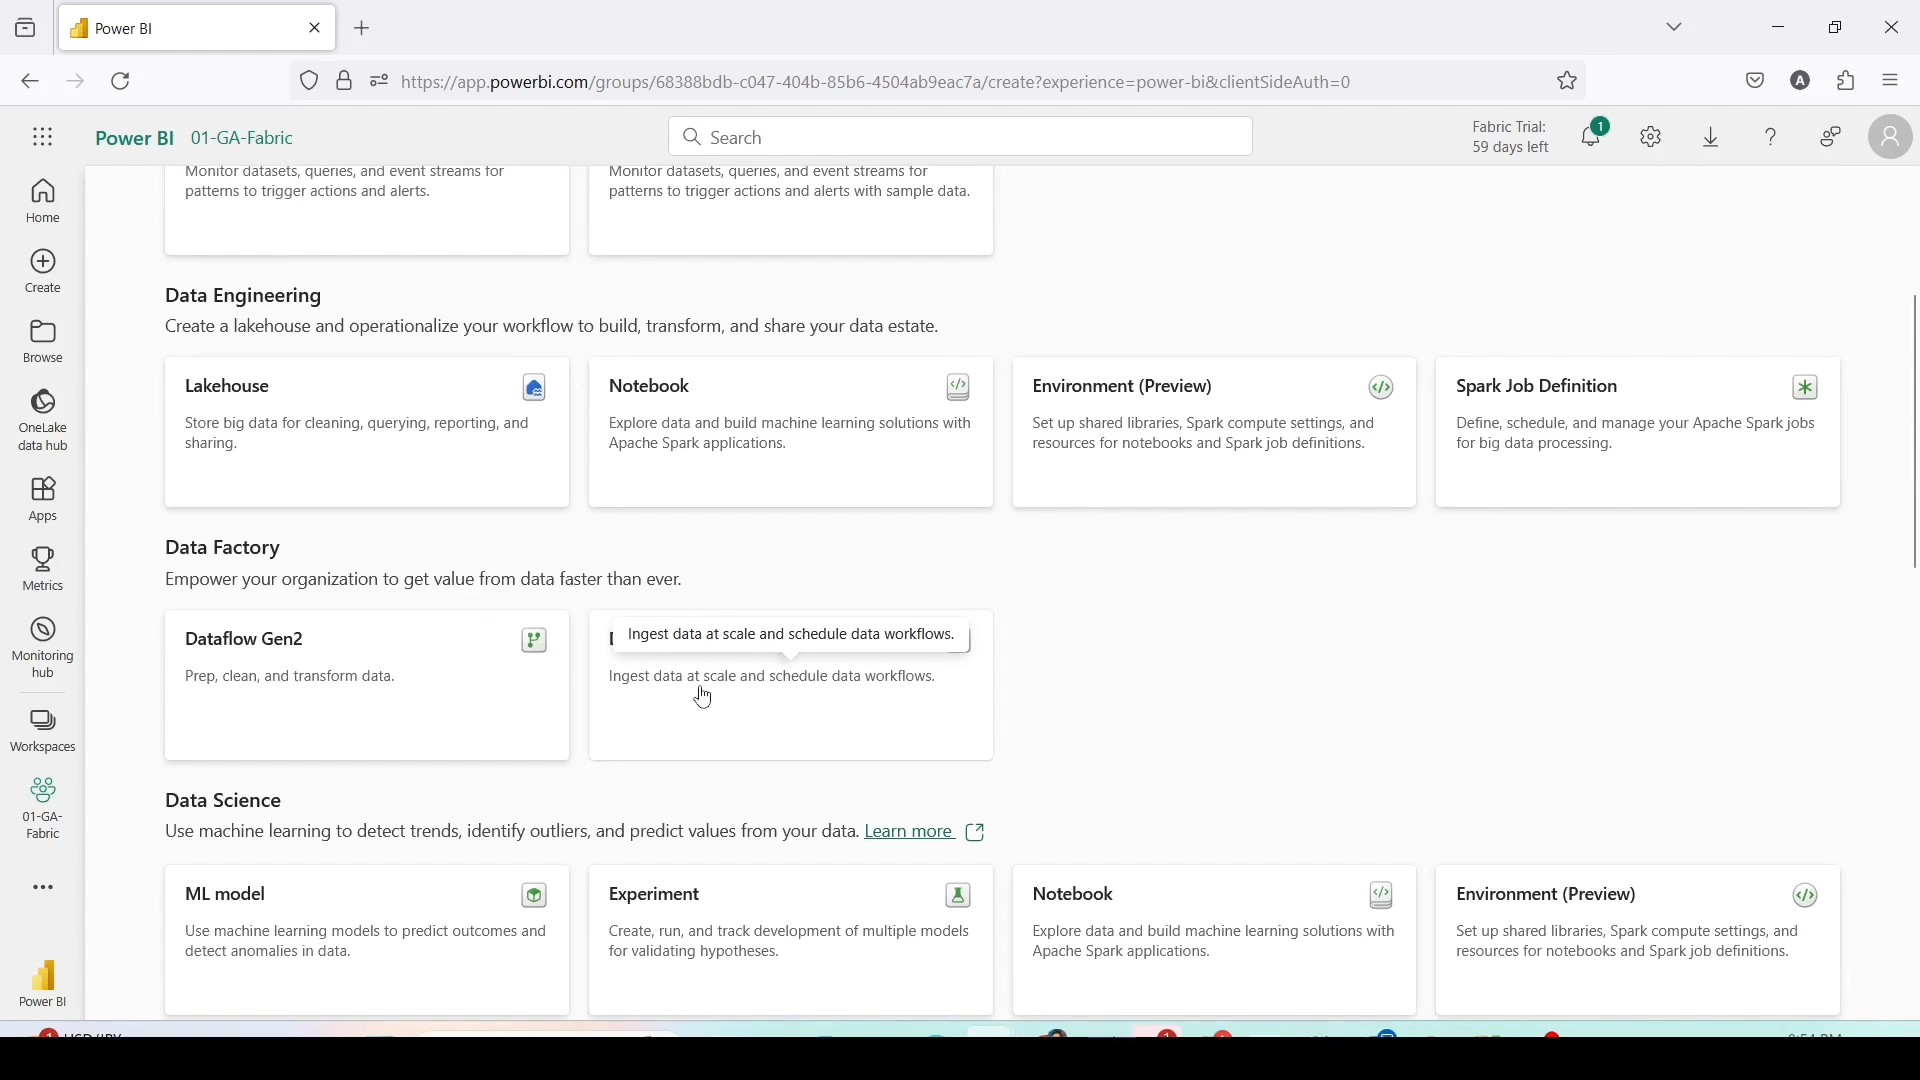 Power BI
https://app.powerbi.com/groups/68388bdb-c047-404b-85b6-4504ab9eac7a/create?experience=power-bi&clientSideAuth=0
A
Power BI 01-GA-Fabric
Search
Fabric Trial:
59 days left
1
Home
Create
Browse
OneLake
data hub
Apps
Metrics
Monitoring
hub
Workspaces
01-GA-
Fabric
Power BI
Monitor datasets, queries, and event streams for
patterns to trigger actions and alerts.
Monitor datasets, queries, and event streams for
patterns to trigger actions and alerts with sample data.
Data Engineering
Create a lakehouse and operationalize your workflow to build, transform, and share your data estate.
Lakehouse
Store big data for cleaning, querying, reporting, and
sharing.
Notebook
Explore data and build machine learning solutions with
Apache Spark applications.
Environment (Preview)
Set up shared libraries, Spark compute settings, and
resources for notebooks and Spark job definitions.
Spark Job Definition
Define, schedule, and manage your Apache Spark jobs
for big data processing.
Data Factory
Empower your organization to get value from data faster than ever.
Dataflow Gen2
Prep, clean, and transform data.
Ingest data at scale and schedule data workflows.
Ingest data at scale and schedule data workflows.
Data Science
Use machine learning to detect trends, identify outliers, and predict values from your data. Learn more
ML model
Use machine learning models to predict outcomes and
detect anomalies in data.
Experiment
Create, run, and track development of multiple models
for validating hypotheses.
Notebook
Explore data and build machine learning solutions with
Apache Spark applications.
Environment (Preview)
Set up shared libraries, Spark compute settings, and
resources for notebooks and Spark job definitions.